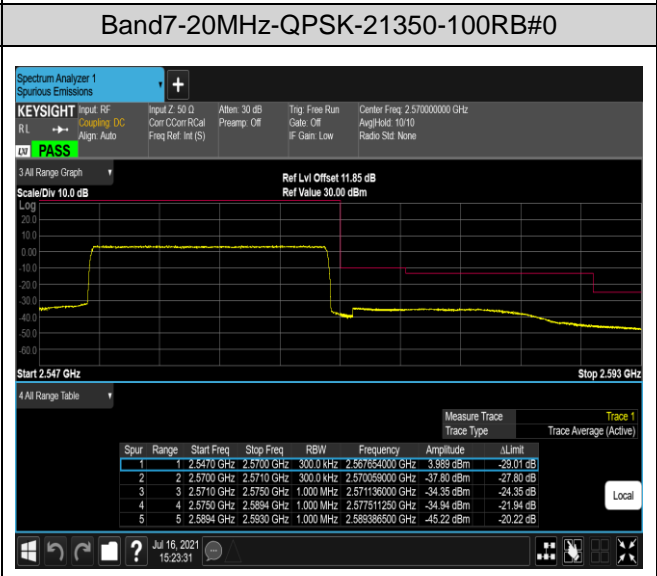 Band7-20MHz-QPSK-21350-100RB#0
Spectrum Analyzer 1
Spurious Emissions
+
KEYSIGHT Input: RF Input Z: 50 Ω Atten: 30 dB Trig: Free Run Center Freq: 2.570000000 GHz
RL Coupling: DC Corr CCorr RCal Preamp: Off Gate: Off Avg|Hold: 10/10
Align: Auto Freq Ref: Int (S) IF Gain: Low Radio Std: None
LXI PASS
3 All Range Graph
Ref Lvl Offset 11.85 dB
Scale/Div 10.0 dB Ref Value 30.00 dBm
Log
20.0
10.0
0.00
-10.0
-20.0
-30.0
-40.0
-50.0
-60.0
Start 2.547 GHz Stop 2.593 GHz
4 All Range Table
Measure Trace Trace 1
Trace Type Trace Average (Active)
Spur Range Start Freq Stop Freq RBW Frequency Amplitude ΔLimit
1 1 2.5470 GHz 2.5700 GHz 300.0 kHz 2.567654000 GHz 3.989 dBm -29.01 dB
2 2 2.5700 GHz 2.5710 GHz 300.0 kHz 2.570059000 GHz -37.80 dBm -27.80 dB
3 3 2.5710 GHz 2.5750 GHz 1.000 MHz 2.571136000 GHz -34.35 dBm -24.35 dB
4 4 2.5750 GHz 2.5894 GHz 1.000 MHz 2.577511250 GHz -34.94 dBm -21.94 dB
5 5 2.5894 GHz 2.5930 GHz 1.000 MHz 2.589386500 GHz -45.22 dBm -20.22 dB
Local
? Jul 16, 2021
15:23:31